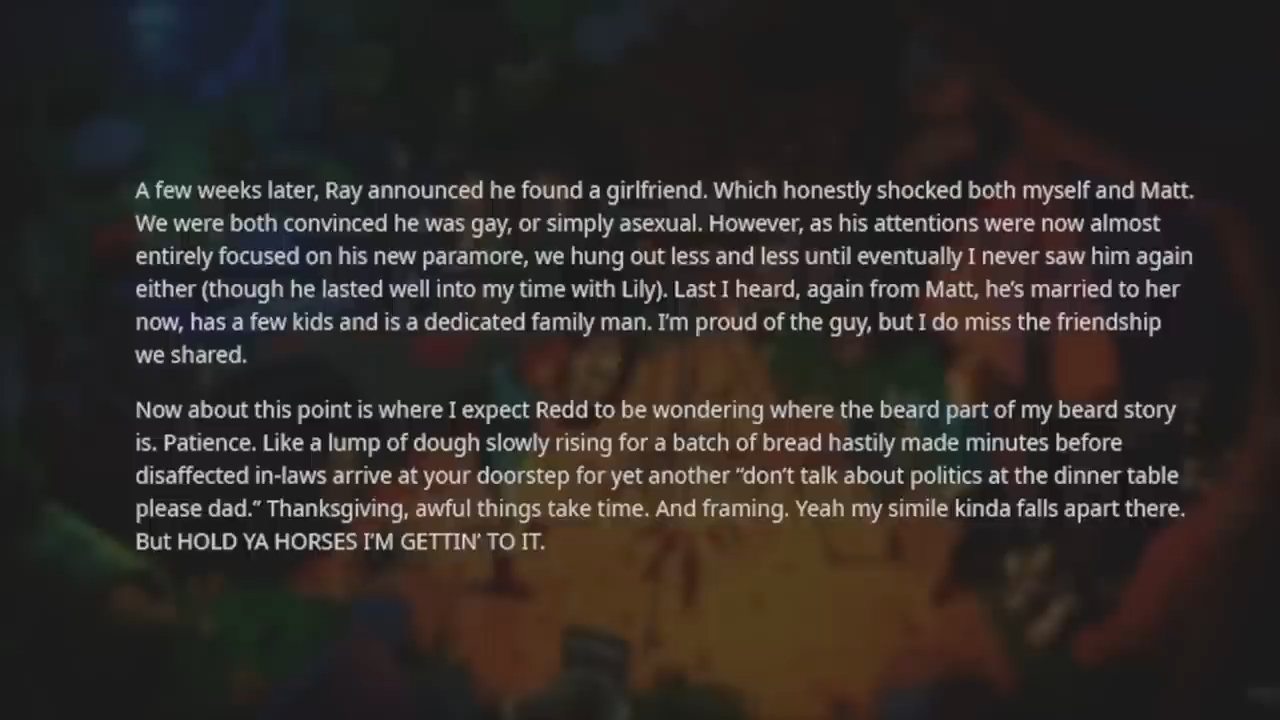 A few weeks later, Ray announced he found a girlfriend. Which honestly shocked both myself and Matt.
We were both convinced he was gay, or simply asexual. However, as his attentions were now almost
entirely focused on his new paramore, we hung out less and less until eventually I never saw him again
either (though he lasted well into my time with Lily). Last I heard, again from Matt, he’s married to her
now, has a few kids and is a dedicated family man. I’m proud of the guy, but I do miss the friendship
we shared.
Now about this point is where I expect Redd to be wondering where the beard part of my beard story
is. Patience. Like a lump of dough slowly rising for a batch of bread hastily made minutes before
disaffected in-laws arrive at your doorstep for yet another “don’t talk about politics at the dinner table
please dad.” Thanksgiving, awful things take time. And framing. Yeah my simile kinda falls apart there.
But HOLD YA HORSES I’M GETTIN’ TO IT.